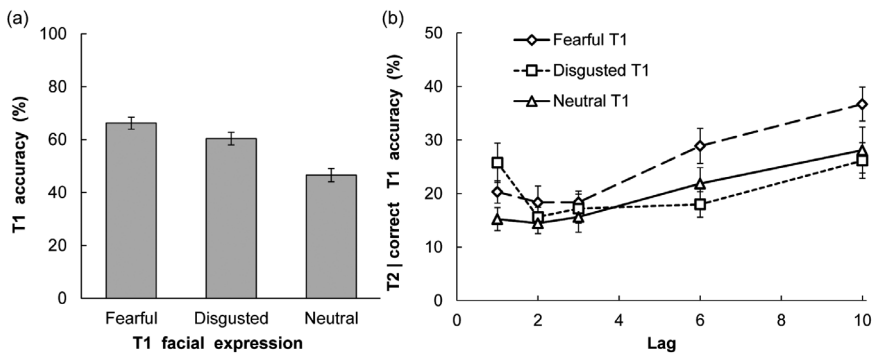 (a)
T1 accuracy (%)
100
80
60
40
20
0
Fearful Disgusted Neutral
T1 facial expression
(b)
T2 | correct T1 accuracy (%)
50
40
30
20
10
0
Fearful T1
Disgusted T1
Neutral T1
0 2 4 6 8 10
Lag